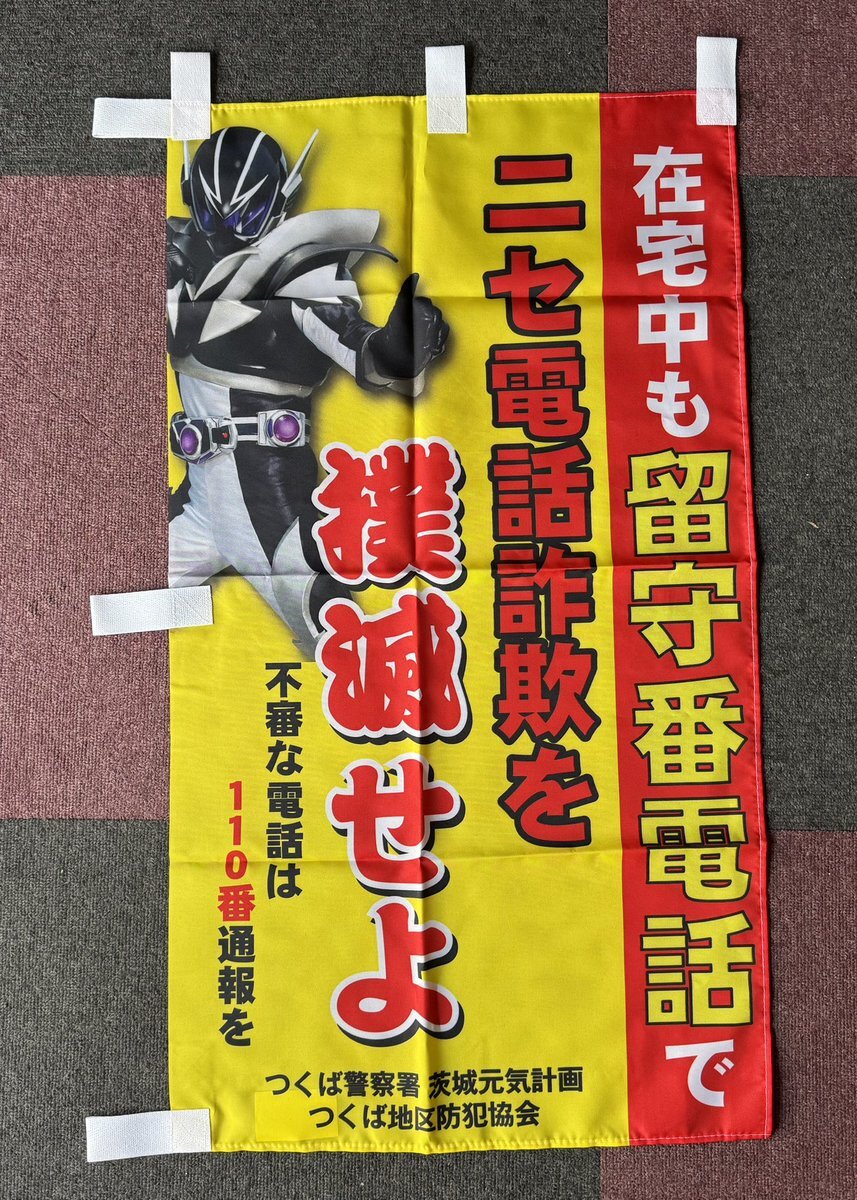 在宅中も留守番電話で
ニセ電話詐欺を
撲滅せよ
不審な電話は
110番通報を
つくば警察署 茨城元気計画
つくば地区防犯協会